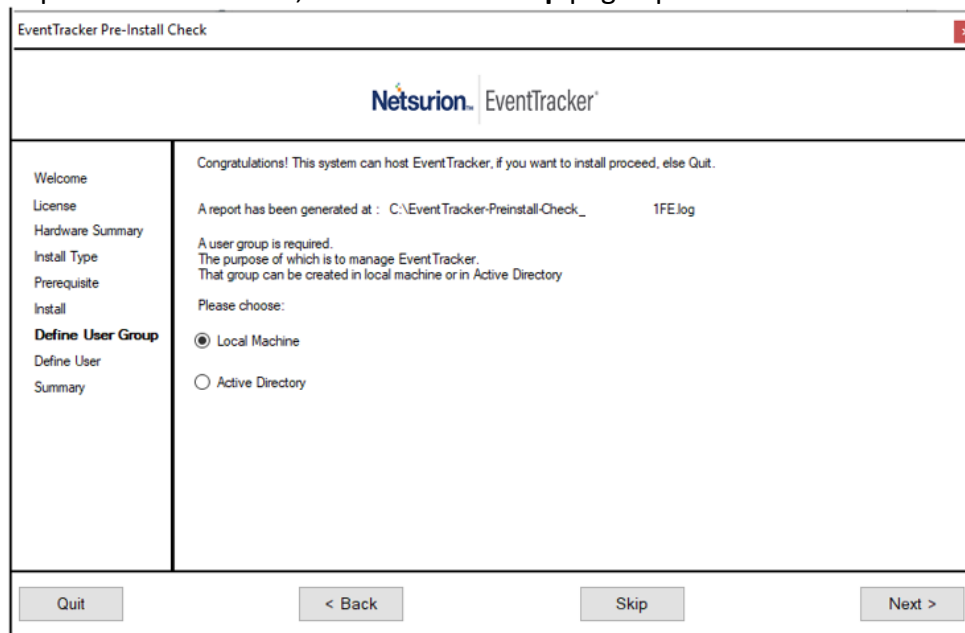 EventTracker Pre-Install Check
Netsurion™ EventTracker®
Welcome
License
Hardware Summary
Install Type
Prerequisite
Install
Define User Group
Define User
Summary
Congratulations! This system can host EventTracker, if you want to install proceed, else Quit.
A report has been generated at : C:\EventTracker-Preinstall-Check_ 1FE.log
A user group is required.
The purpose of which is to manage EventTracker.
That group can be created in local machine or in Active Directory
Please choose:
Local Machine
Active Directory
Quit
< Back
Skip
Next >